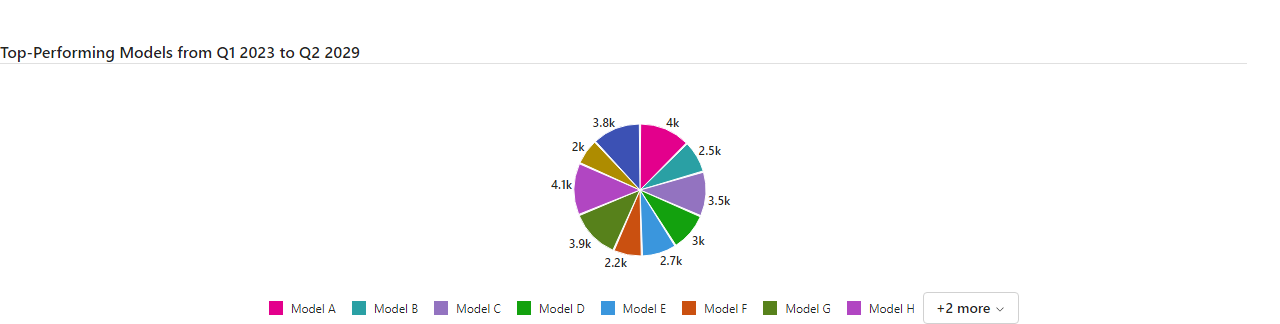 Top-Performing Models from Q1 2023 to Q2 2029
3.8k
4k
2k
2.5k
4.1k
3.5k
3.9k
3k
2.2k
2.7k
Model A
Model B
Model C
Model D
Model E
Model F
Model G
Model H
+2 more